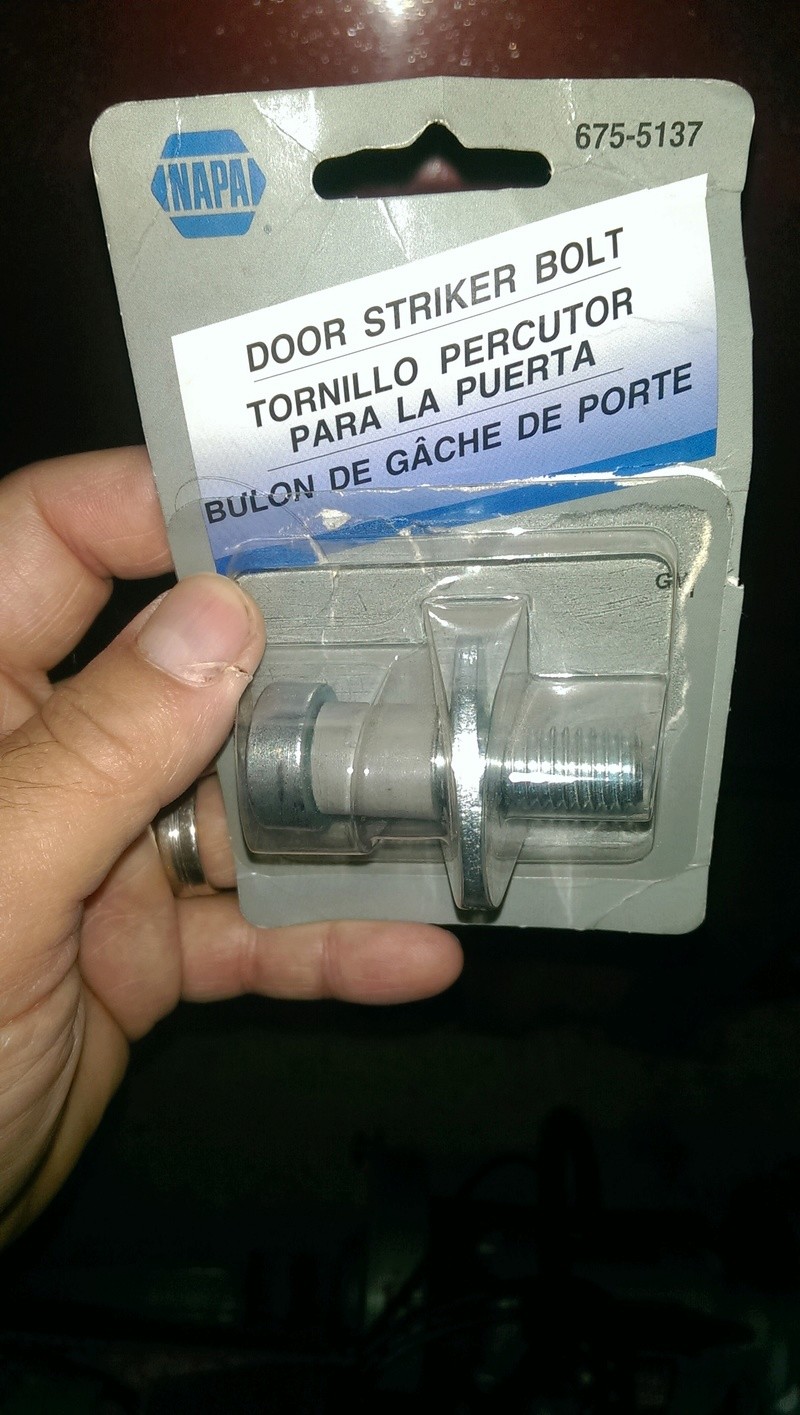 NAPA
675-5137
DOOR STRIKER BOLT
TORNILLO PERCUTOR
PARA LA PUERTA
BULON DE GÂCHE DE PORTE